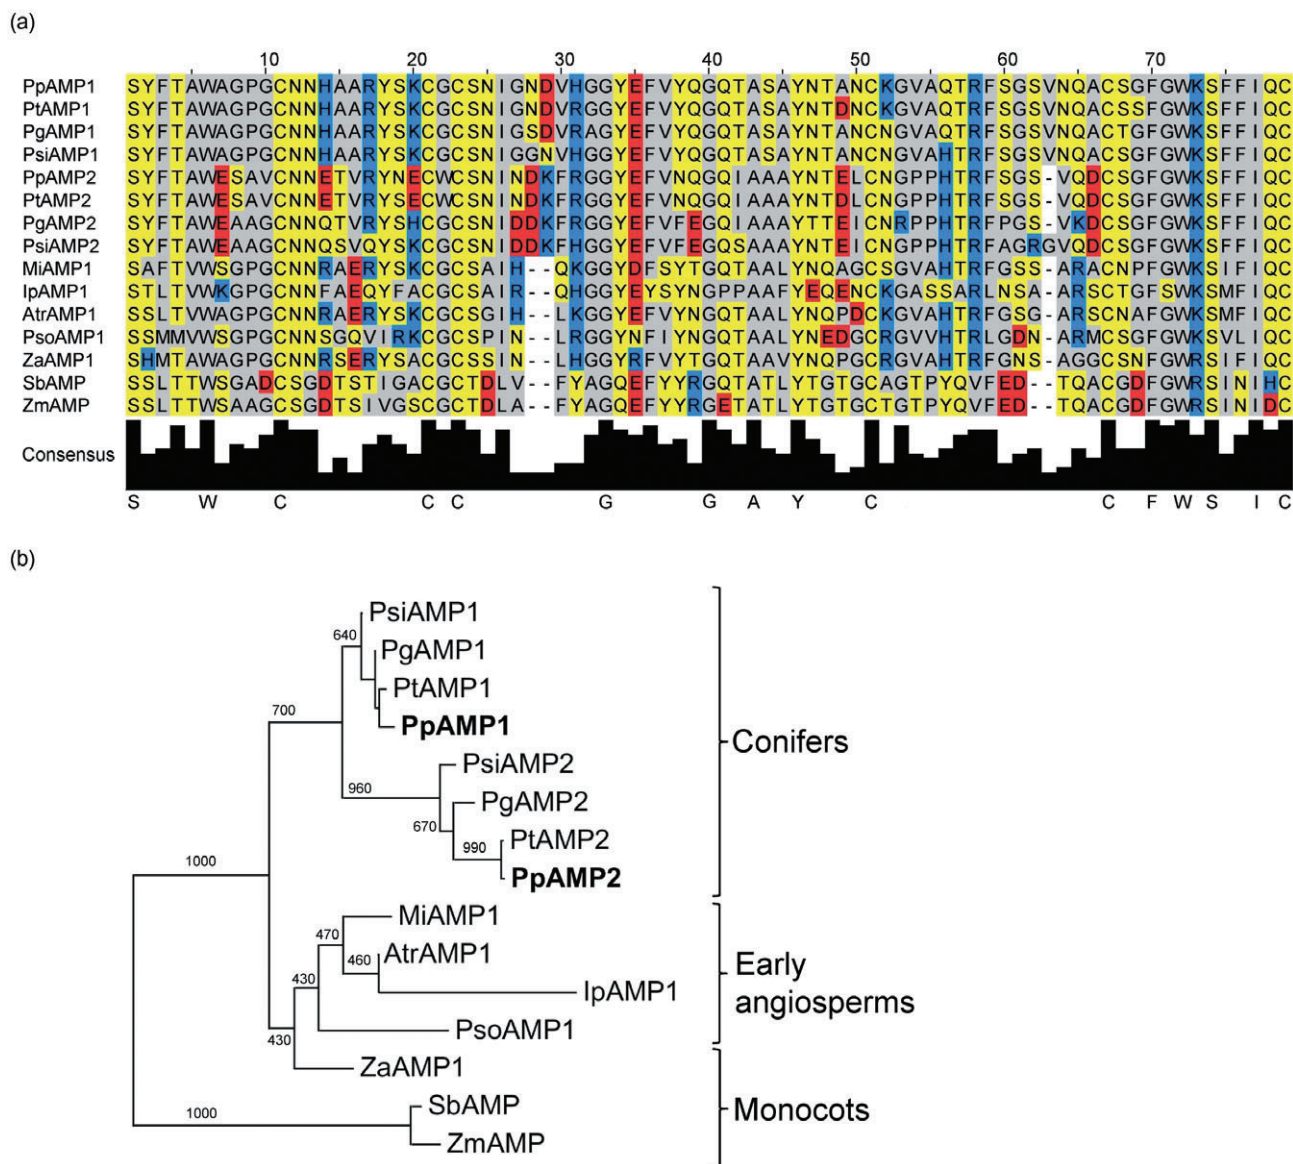 (a)
10 20 30 40 50 60 70
PpAMP1 SYFTAWAGPGCNNHAARYSKCGCSNIGNDVHGGYEFVYQGQTASAYNTANCKGVAQTRFSGSVNQACSGFGWKSFFIQC
PtAMP1 SYFTAWAGPGCNNHAARYSKCGCSNIGNDVHGGYEFVYQGQTASAYNTDNCKGVAQTRFSGSVNQACSSFGWKSFFIQC
PgAMP1 SYFTAWAGPGCNNHAARYSKCGCSNIGSDVRAGYEFVYQGQTASAYNTANCNGVAQTRFSGSVNQACTGFGWKSFFIQC
PsiAMP1 SYFTAWAGPGCNNHAARYSKCGCSNIGGNVHGGYEFVYQGQTASAYNTANCNGVAHTRFSGSVNQACSGFGWKSFFIQC
PpAMP2 SYFTAWESAVCNNETVRYNECWCSNINDKFRGGYEFVNQGQIAAAYNTELCNGPPHTRFSGS-VQDCSGFGWKSFFIQC
PtAMP2 SYFTAWESAVCNNETVRYSECWCSNINDKFRGGYEFVNQGQIAAAYNTDLCNGPPHTRFSGS-VQDCSGFGWKSFFIQC
PgAMP2 SYFTAWEAAGCNNQTVRYSHCGCSNIDDKFRGGYEFVFEGQIAAAYTTEICNRPPHTRFPGS-VKDCSGFGWKSFFIQC
PsiAMP2 SYFTAWEAAGCNNQSVQYSHCGCSNIDDKFHGGYEFVFEGQSAAAYNTEICNGPPHTRFAGRGVQDCSGFGWKSFFIQC
MiAMP1 SAFTVWSGPGCNNRAERYSKCGCSAIH--QKGGYDFSYTGQTAALYNQAGCSGVAHTRFGSS-ARACNPFGWKSIFIQC
IpAMP1 STLTVWKGPGCNNFAEQYFACGCSAIR--QHGGYEYSYNGPPAAFYEQENCKGASSARLNSA-ARSCTGFSWKSMFIQC
AtrAMP1 SSLTVWAGPGCNNRAERYSKCGCSGIH--LKGGYEFVYNGQTAALYNQPDCKGVAHTRFGSG-ARSCNAFGWKSMFIQC
PsoAMP1 SSMMVWSGPGCNNSGQVIRKCGCSPIN--LHGGYNFIYNGQTAALYNEDGCRGVVHTRLGDN-ARMCSGFGWKSVLIQC
ZaAMP1 SHMTAWAGPGCNNRSERYSACGCSSIN--LHGGYRFVYTGQTAAVYNQPGCRGVAHTRFGNS-AGGCSNFGWKSIFIQC
SbAMP SSLTTWSGADCSGDTSTIGACGCTDLV--FYAGQEFYYRGQTATLYTGTGCAGTPYQVFED--TQACGDFGWRSINIHC
ZmAMP SSLTTWSAAGCSGDTSIVGSCGCTDLA--FYAGQEFYYRGETATLYTGTGCTGTPYQVFED--TQACGDFGWRSINIDC
Consensus
S W C C C G G A Y C C F W S I C
(b)
PsiAMP1
640
PgAMP1
PtAMP1
700
PpAMP1
Conifers
PsiAMP2
960
PgAMP2
670
PtAMP2
990
1000
PpAMP2
MiAMP1
470
AtrAMP1
460
Early
430
IpAMP1
angiosperms
PsoAMP1
430
ZaAMP1
SbAMP
1000
Monocots
ZmAMP